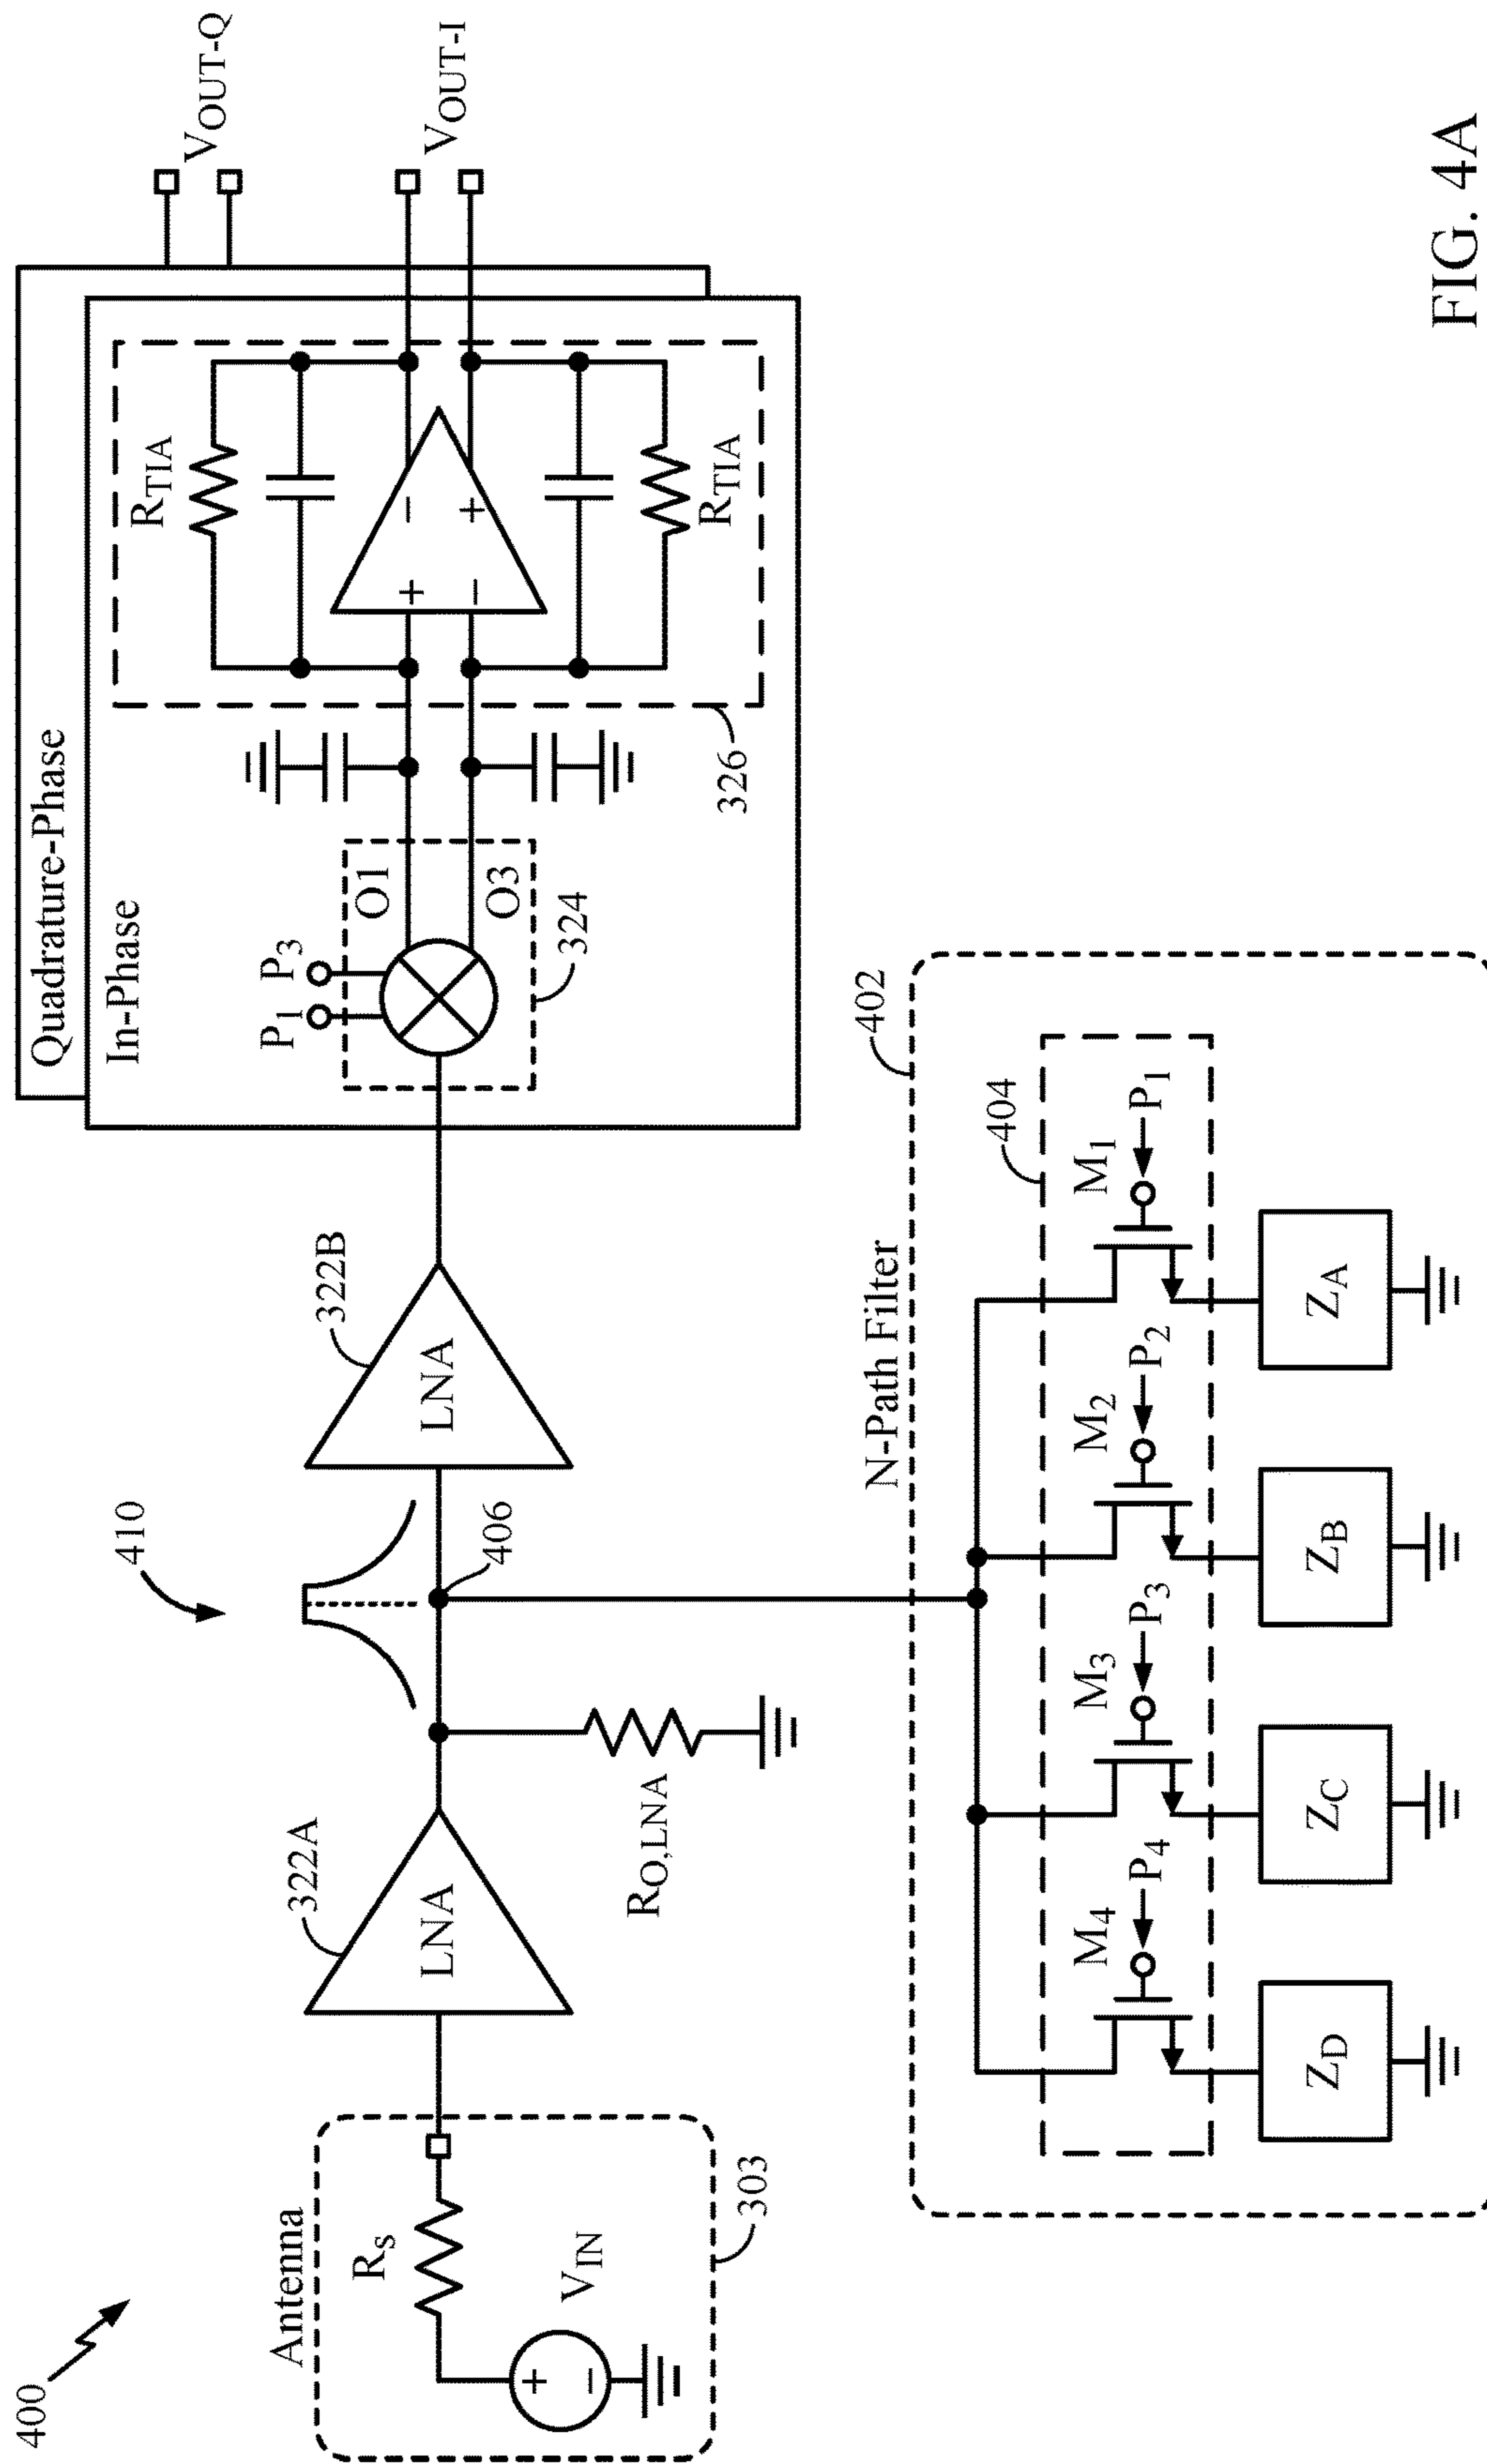 400
Antenna
Rs
VIN
303
322A
LNA
RO,LNA
410
406
322B
LNA
Quadrature-Phase
In-Phase
P1
P3
O1
O3
324
RTIA
+
−
−
+
RTIA
326
VOUT-Q
VOUT-I
N-Path Filter
402
404
M4
P4
M3
P3
M2
P2
M1
P1
ZD
ZC
ZB
ZA
+
−
FIG. 4A